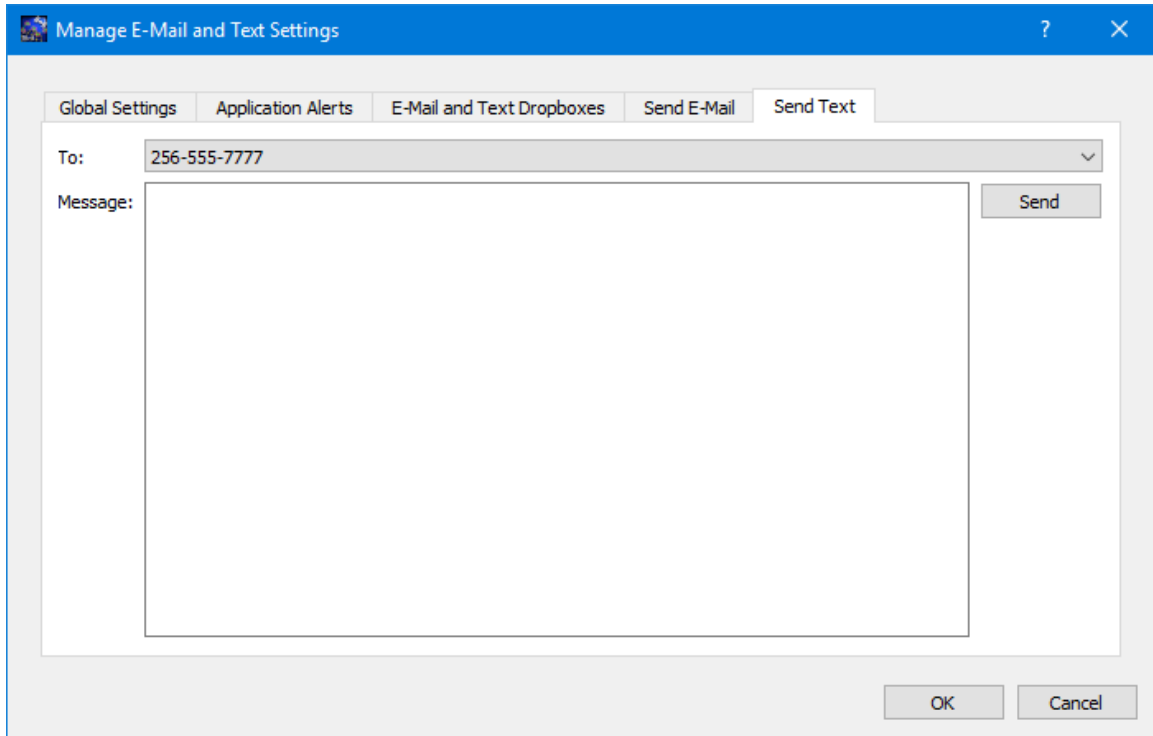 Manage E-Mail and Text Settings ?
Global Settings Application Alerts E-Mail and Text Dropboxes Send E-Mail Send Text
To: 256-555-7777
Message: Send
OK Cancel